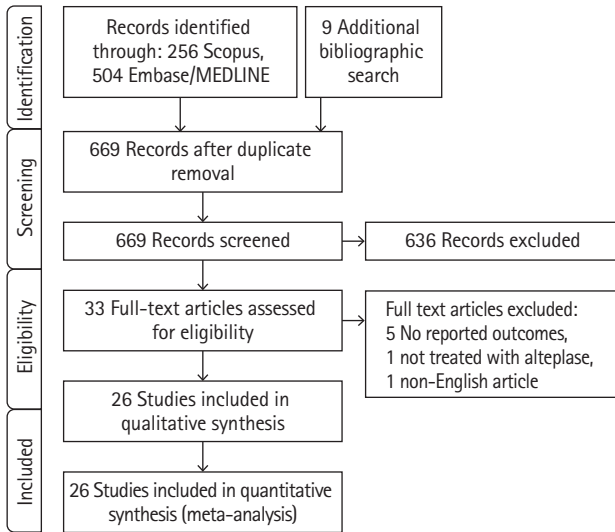 Identification
Records identified
through: 256 Scopus,
504 Embase/MEDLINE
9 Additional
bibliographic
search
Screening
669 Records after duplicate
removal
669 Records screened
636 Records excluded
Eligibility
33 Full-text articles assessed
for eligibility
Full text articles excluded:
5 No reported outcomes,
1 not treated with alteplase,
1 non-English article
26 Studies included in
qualitative synthesis
Included
26 Studies included in quantitative
synthesis (meta-analysis)